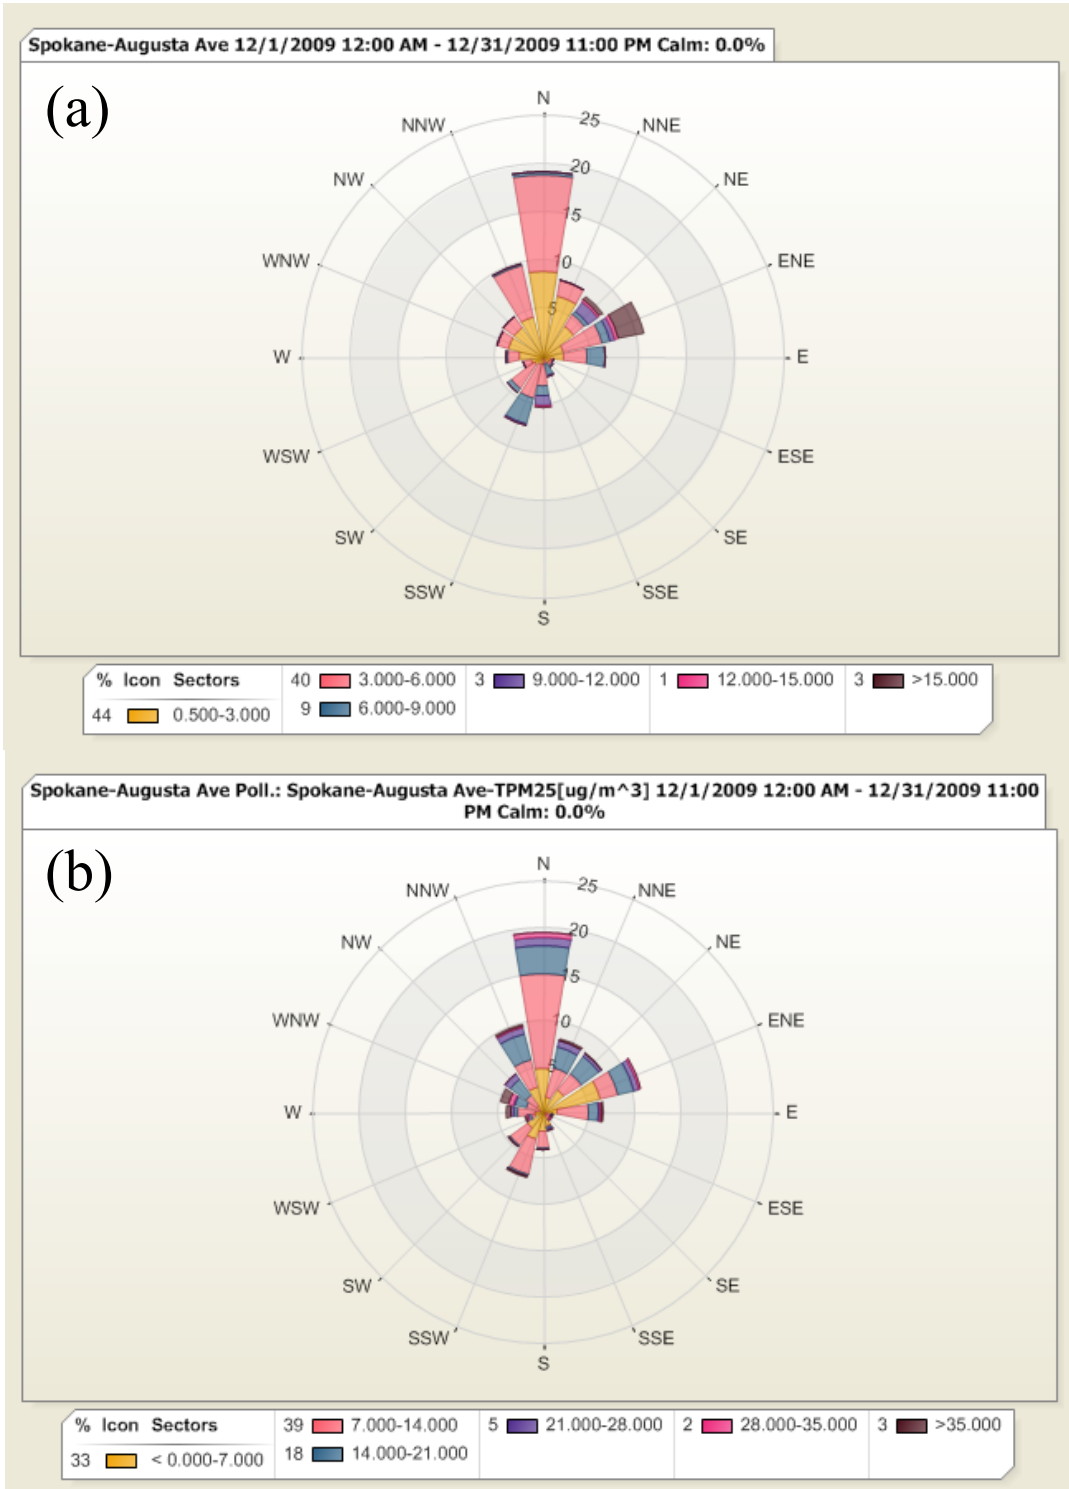 Spokane-Augusta Ave 12/1/2009 12:00 AM - 12/31/2009 11:00 PM Calm: 0.0%
(a)
N
25
NNE
NNW
20
NW
NE
15
WNW
10
ENE
5
W
E
WSW
ESE
SW
SE
SSW
SSE
S
% Icon Sectors
44 0.500-3.000
40 3.000-6.000
9 6.000-9.000
3 9.000-12.000
1 12.000-15.000
3 >15.000
Spokane-Augusta Ave Poll.: Spokane-Augusta Ave-TPM25[ug/m^3] 12/1/2009 12:00 AM - 12/31/2009 11:00
PM Calm: 0.0%
(b)
N
25
NNE
NNW
20
NW
NE
15
WNW
10
ENE
5
W
E
WSW
ESE
SW
SE
SSW
SSE
S
% Icon Sectors
33 < 0.000-7.000
39 7.000-14.000
18 14.000-21.000
5 21.000-28.000
2 28.000-35.000
3 >35.000